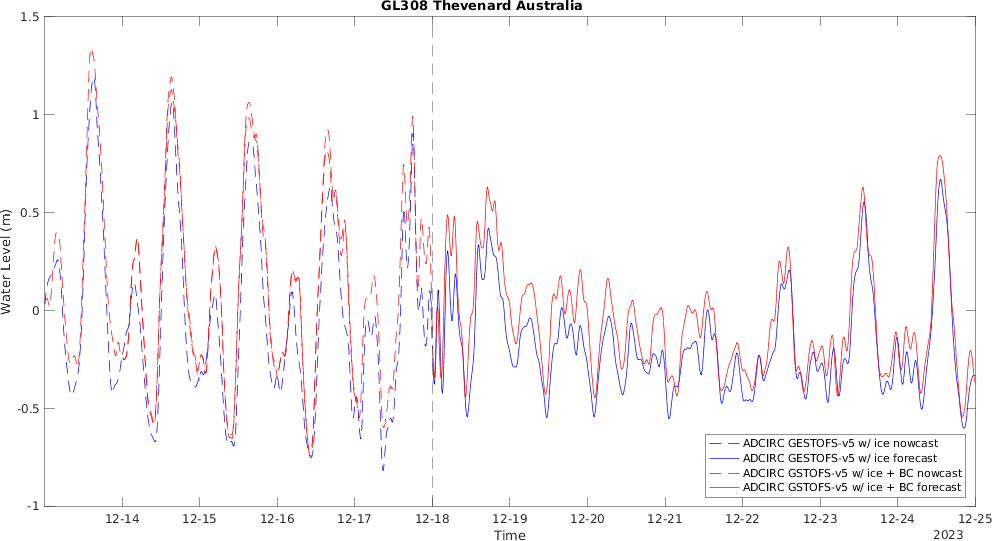 GL308 Thevenard Australia
1.5
1
0.5
0
-0.5
-1
Water Level (m)
12-14 12-15 12-16 12-17 12-18 12-19 12-20 12-21 12-22 12-23 12-24 12-25
Time
2023
ADCIRC GESTOFS-v5 w/ ice nowcast
ADCIRC GESTOFS-v5 w/ ice forecast
ADCIRC GSTOFS-v5 w/ ice + BC nowcast
ADCIRC GSTOFS-v5 w/ ice + BC forecast